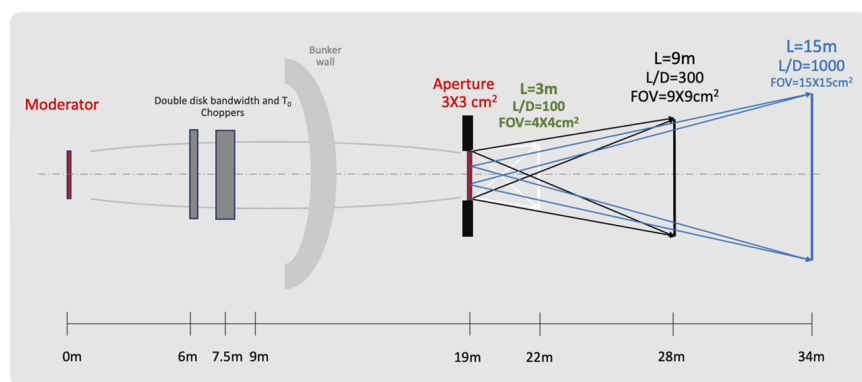 Bunker
wall
Moderator
Double disk bandwidth and T₀
Choppers
Aperture
3X3 cm²
L=3m
L/D=100
FOV=4X4cm²
L=9m
L/D=300
FOV=9X9cm²
L=15m
L/D=1000
FOV=15X15cm²
0m
6m
7.5m
9m
19m
22m
28m
34m